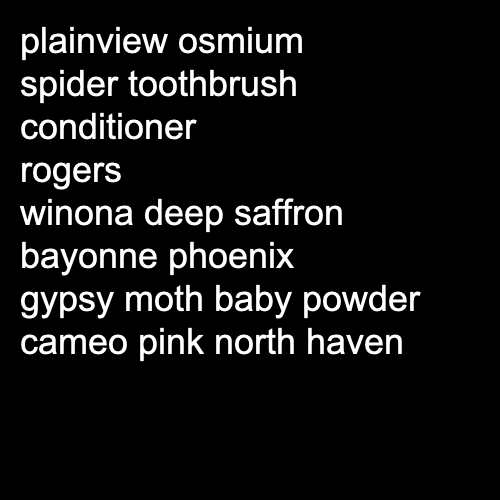 plainview osmium
spider toothbrush
conditioner
rogers
winona deep saffron
bayonne phoenix
gypsy moth baby powder
cameo pink north haven